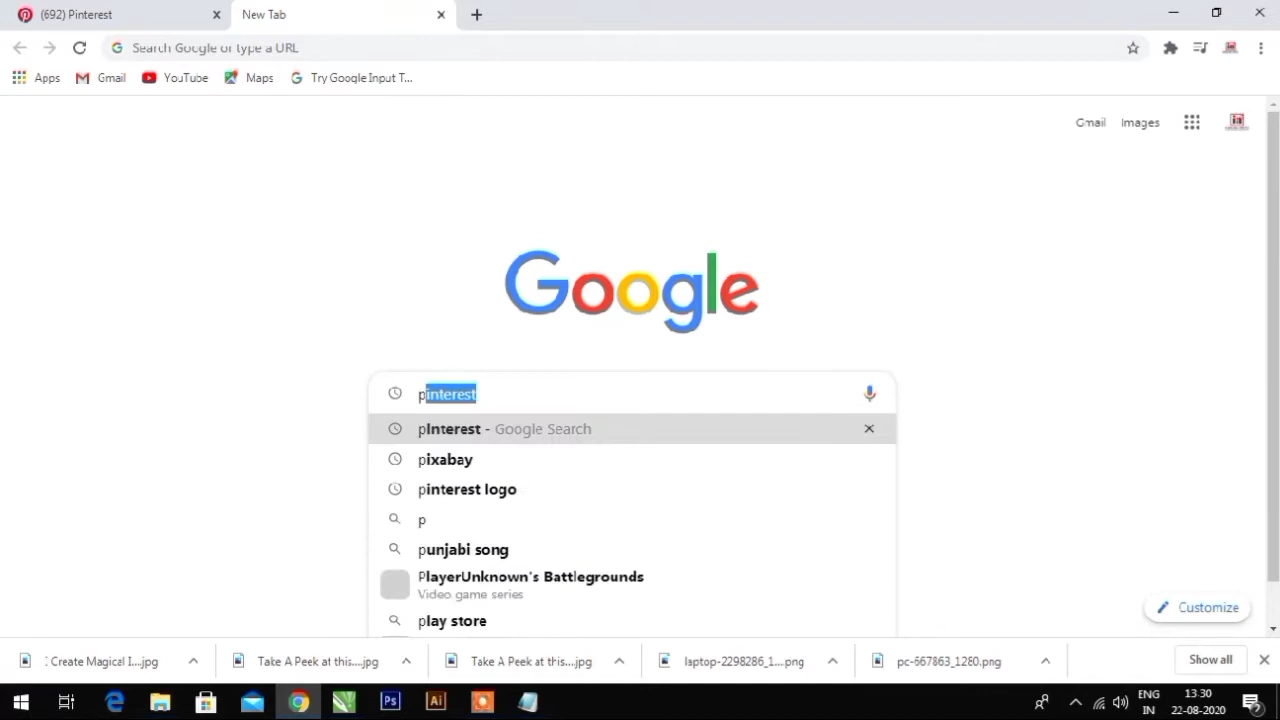 (692) Pinterest
New Tab
Search Google or type a URL
Apps
Gmail
YouTube
Maps
Try Google Input T...
Gmail
Images
Google
pinterest
pInterest - Google Search
pixabay
pinterest logo
p
punjabi song
PlayerUnknown's Battlegrounds
Video game series
play store
Customize
Create Magical I....jpg
Take A Peek at this....jpg
Take A Peek at this....jpg
laptop-2298286_1....png
pc-667863_1280.png
Show all
Ps
Ai
ENG
IN
13:30
22-08-2020